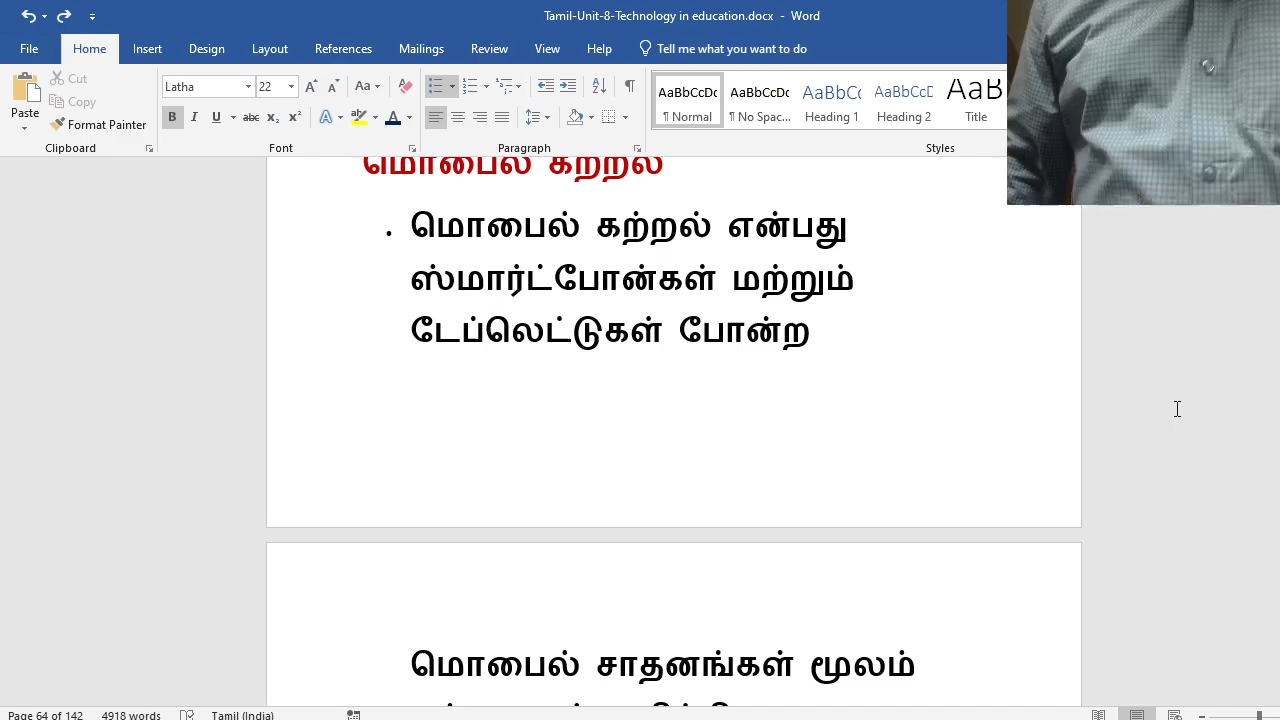 Tamil-Unit-8-Technology in education.docx - Word
File Home Insert Design Layout References Mailings Review View Help Tell me what you want to do
Paste
Cut
Copy
Format Painter
Clipboard
Latha 22
Font
Paragraph
AaBbCcDc AaBbCcDc AaBbCc AaBbCcD AaB
¶ Normal ¶ No Spac... Heading 1 Heading 2 Title
Styles
மொபைல் கற்றல்
• மொபைல் கற்றல் என்பது
ஸ்மார்ட்போன்கள் மற்றும்
டேப்லெட்டுகள் போன்ற
மொபைல் சாதனங்கள் மூலம்
Page 64 of 142 4918 words Tamil (India)